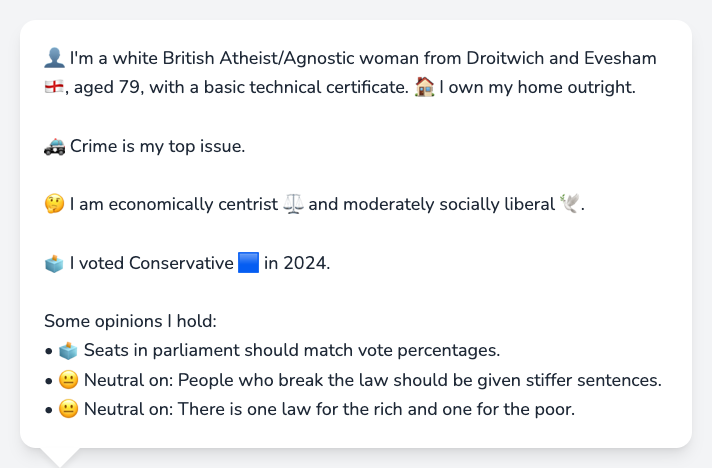 👤 I'm a white British Atheist/Agnostic woman from Droitwich and Evesham
🏴󠁧󠁢󠁥󠁮󠁧󠁿, aged 79, with a basic technical certificate. 🏠 I own my home outright.
🚓 Crime is my top issue.
🤔 I am economically centrist ⚖️ and moderately socially liberal 🕊️.
🗳️ I voted Conservative 🟦 in 2024.
Some opinions I hold:
• 🗳️ Seats in parliament should match vote percentages.
• 😐 Neutral on: People who break the law should be given stiffer sentences.
• 😐 Neutral on: There is one law for the rich and one for the poor.